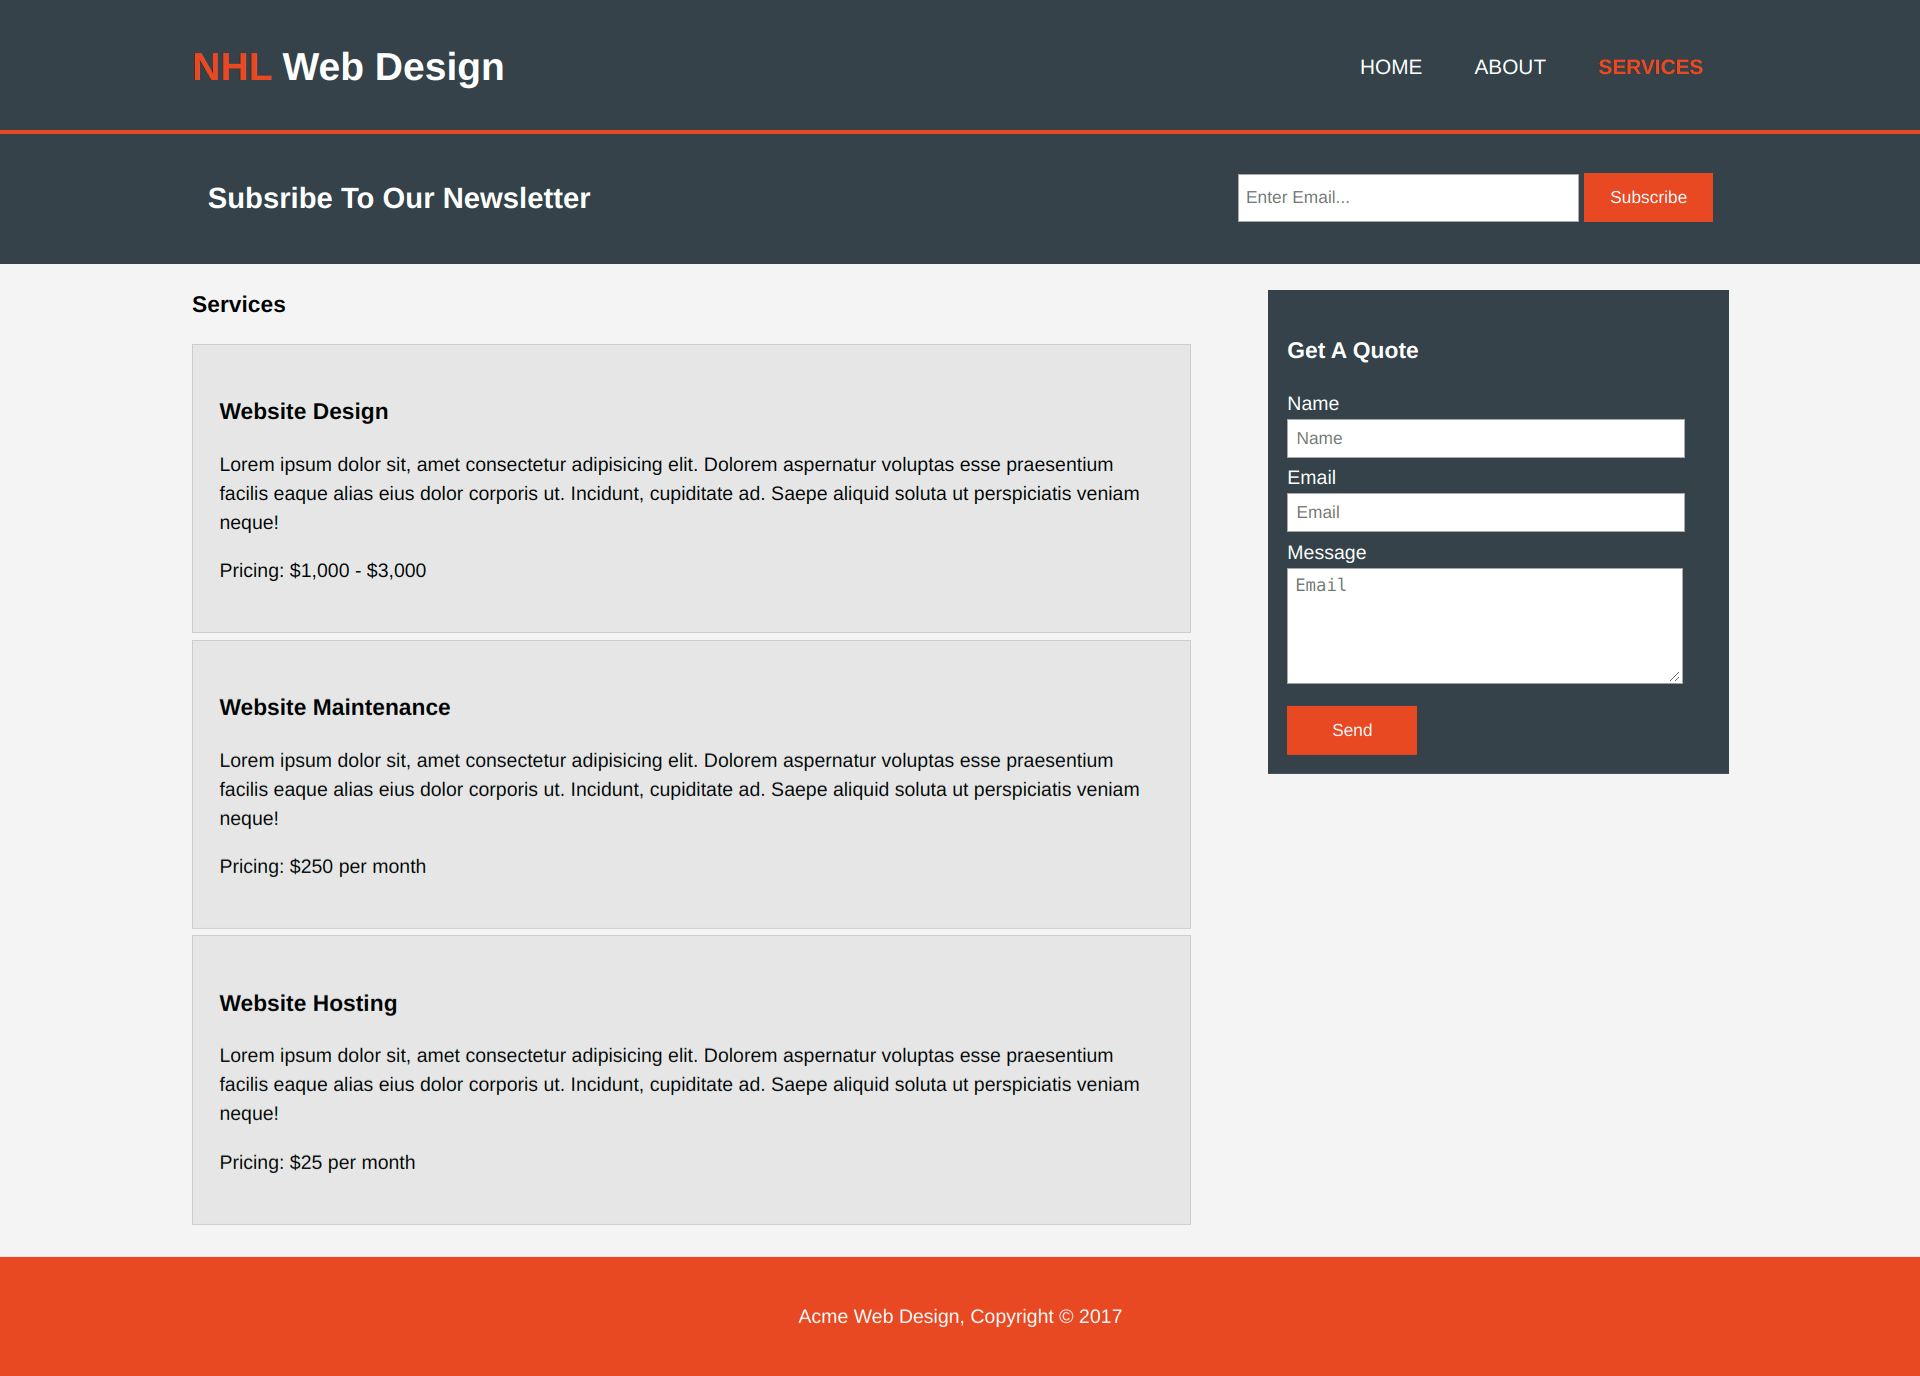 NHL Web Design
HOME ABOUT SERVICES
Subsribe To Our Newsletter
Enter Email...
Subscribe
Services
Website Design
Lorem ipsum dolor sit, amet consectetur adipisicing elit. Dolorem aspernatur voluptas esse praesentium
facilis eaque alias eius dolor corporis ut. Incidunt, cupiditate ad. Saepe aliquid soluta ut perspiciatis veniam
neque!
Pricing: $1,000 - $3,000
Website Maintenance
Lorem ipsum dolor sit, amet consectetur adipisicing elit. Dolorem aspernatur voluptas esse praesentium
facilis eaque alias eius dolor corporis ut. Incidunt, cupiditate ad. Saepe aliquid soluta ut perspiciatis veniam
neque!
Pricing: $250 per month
Website Hosting
Lorem ipsum dolor sit, amet consectetur adipisicing elit. Dolorem aspernatur voluptas esse praesentium
facilis eaque alias eius dolor corporis ut. Incidunt, cupiditate ad. Saepe aliquid soluta ut perspiciatis veniam
neque!
Pricing: $25 per month
Get A Quote
Name
Name
Email
Email
Message
Email
Send
Acme Web Design, Copyright © 2017